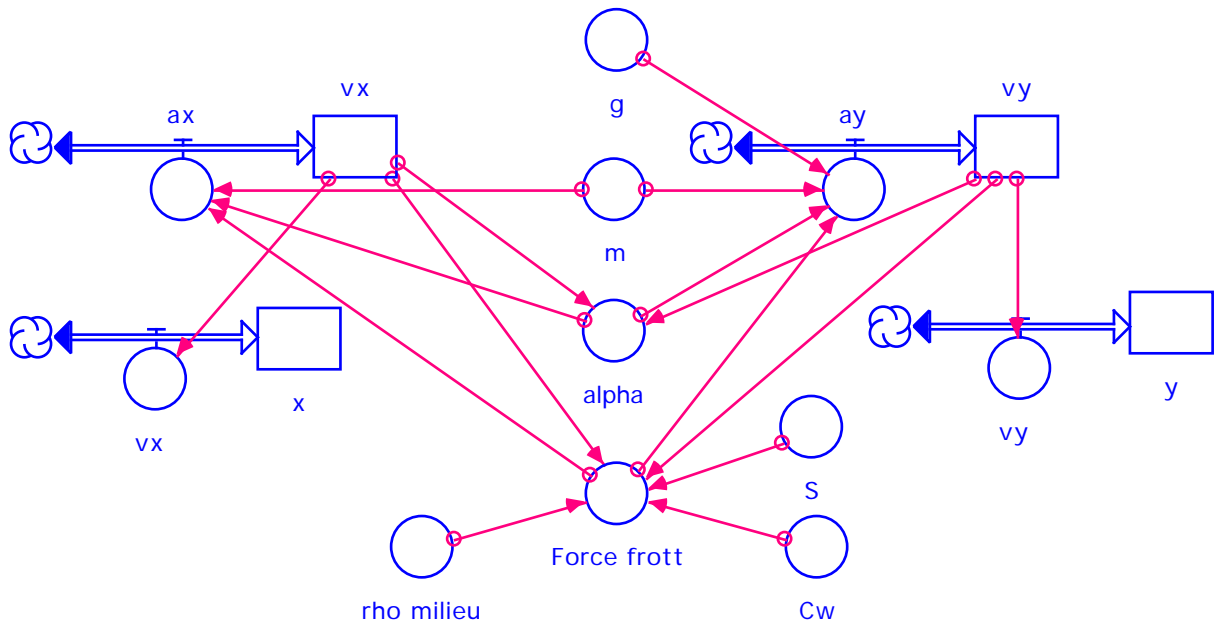 vx
vy
g
ax
ay
m
alpha
x
y
vx
vy
S
Force frott
rho milieu
Cw